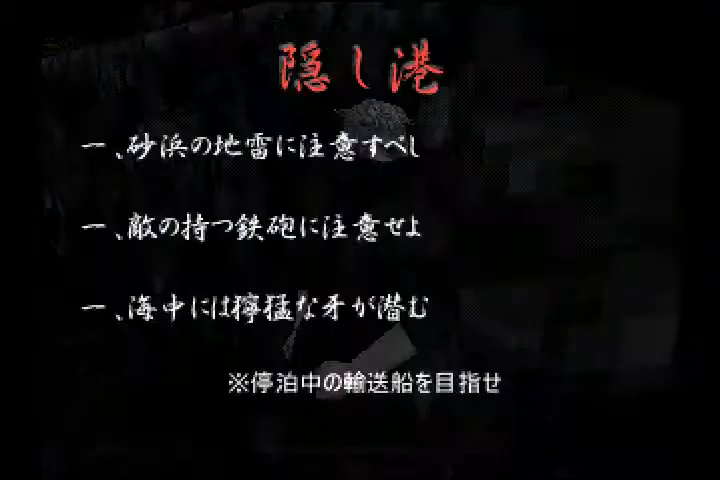 隠し港
一、砂浜の地雷に注意すべし
一、敵の持つ鉄砲に注意せよ
一、海中には獰猛な牙が潜む
※停泊中の輸送船を目指せ